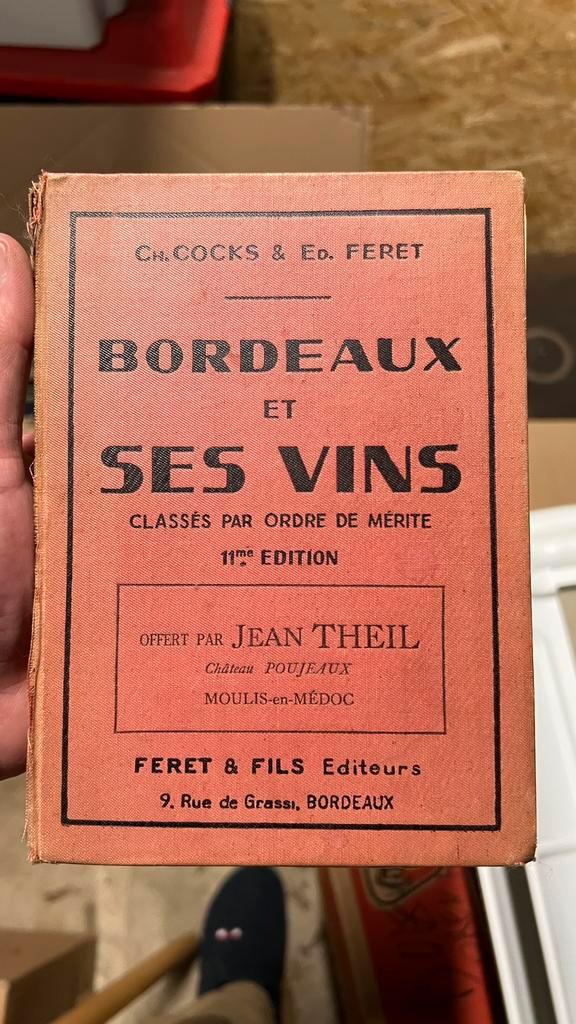 CH. COCKS & ED. FERET
BORDEAUX
ET
SES VINS
CLASSÉS PAR ORDRE DE MÉRITE
11me EDITION
OFFERT PAR JEAN THEIL
Château POUJEAUX
MOULIS-en-MÉDOC
FERET & FILS Editeurs
9, Rue de Grassi, BORDEAUX